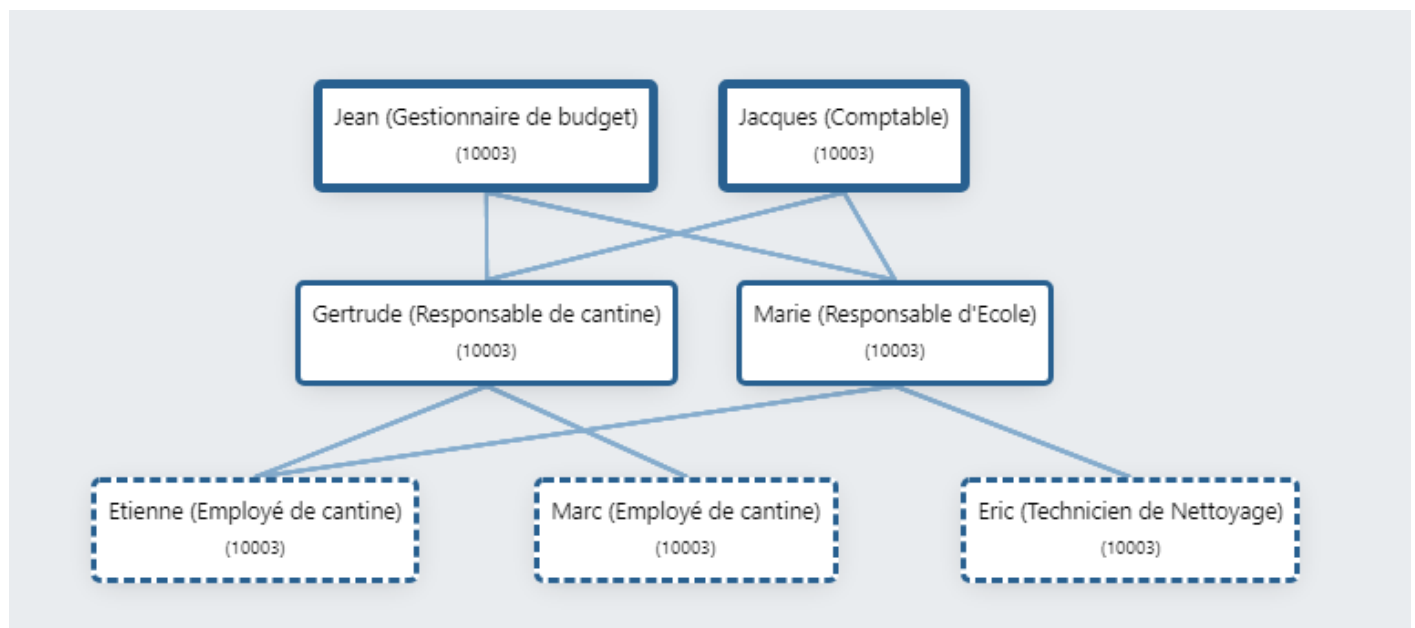 Jean (Gestionnaire de budget)
(10003)
Jacques (Comptable)
(10003)
Gertrude (Responsable de cantine)
(10003)
Marie (Responsable d'Ecole)
(10003)
Etienne (Employé de cantine)
(10003)
Marc (Employé de cantine)
(10003)
Eric (Technicien de Nettoyage)
(10003)